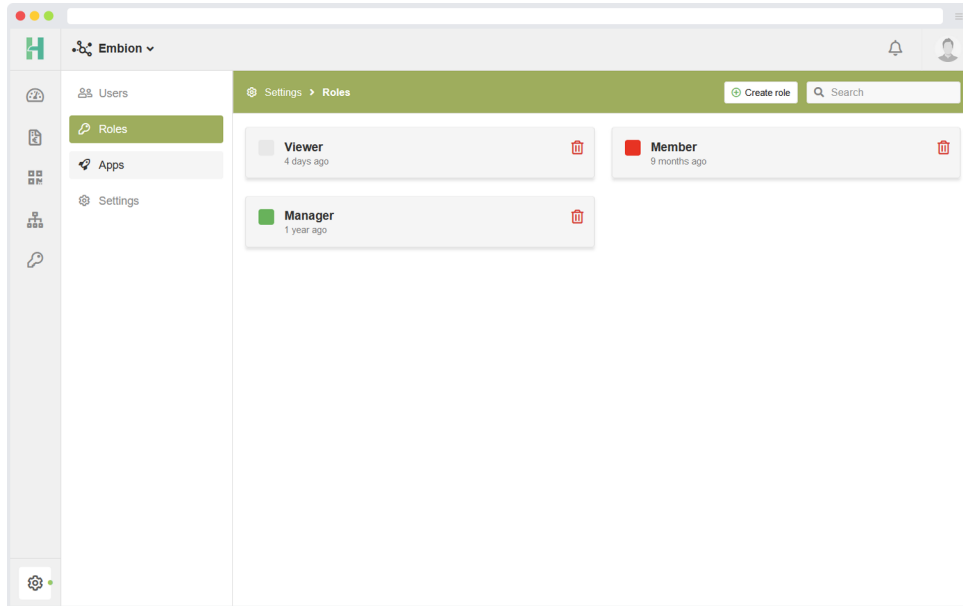 H
Embion
Users
Roles
Apps
Settings
Settings > Roles
Create role
Search
Viewer
4 days ago
Member
9 months ago
Manager
1 year ago